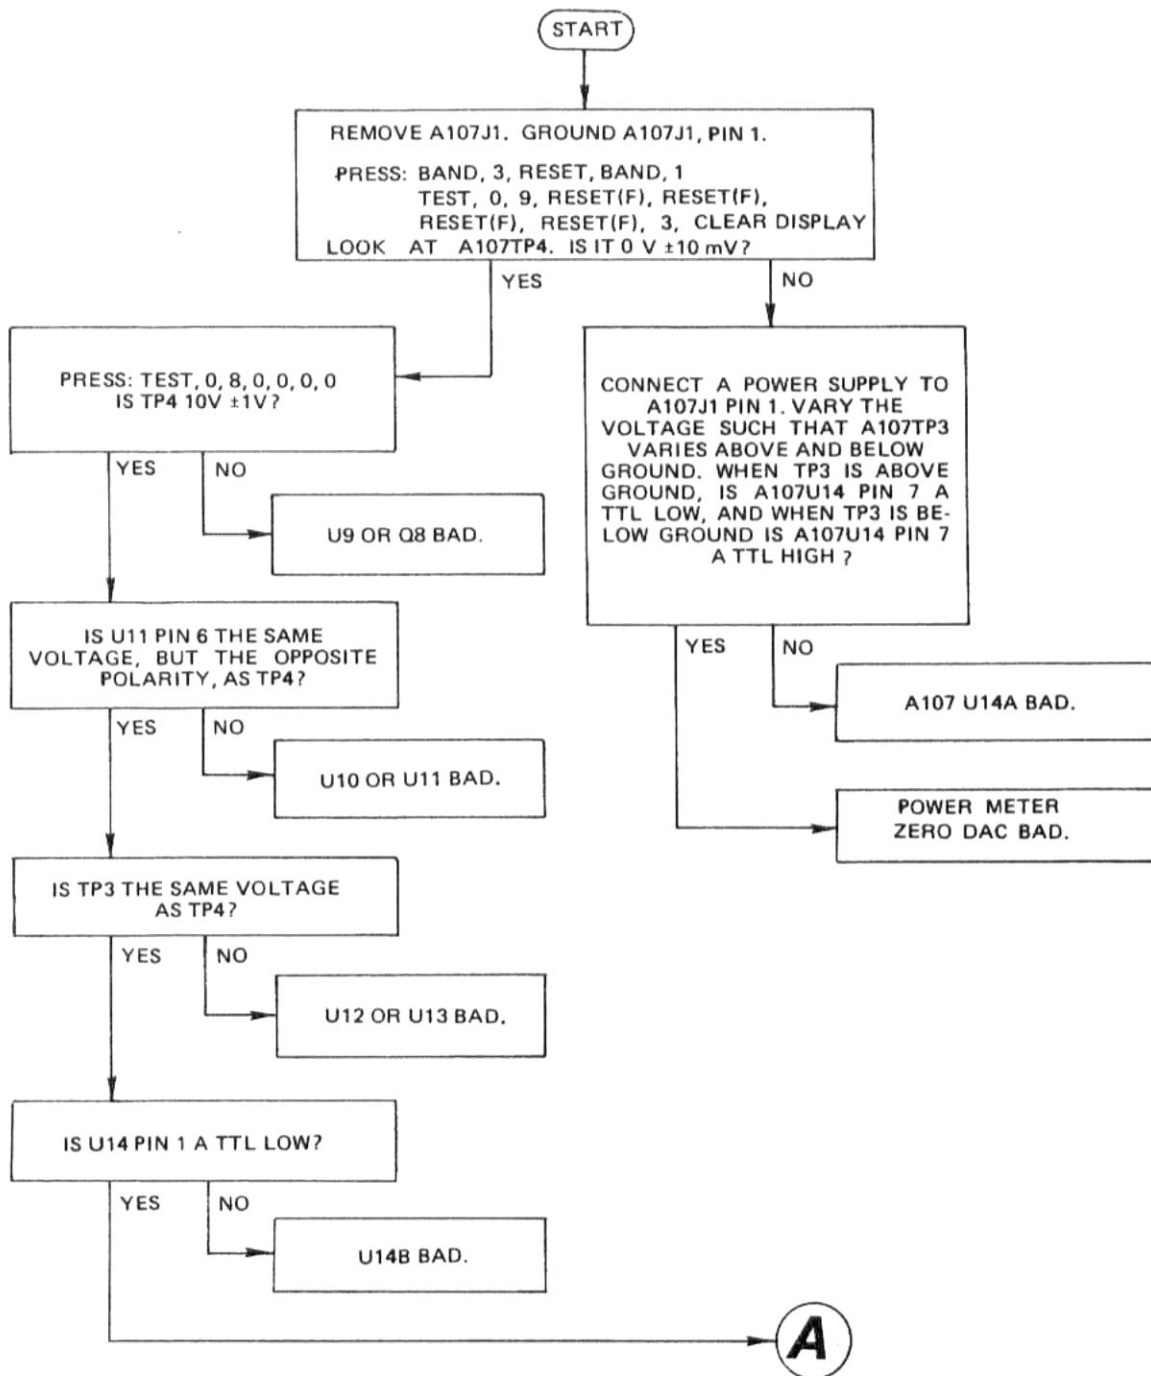 START
REMOVE A107J1. GROUND A107J1, PIN 1.
PRESS: BAND, 3, RESET, BAND, 1
TEST, 0, 9, RESET(F), RESET(F),
RESET(F), RESET(F), 3, CLEAR DISPLAY
LOOK AT A107TP4. IS IT 0 V ±10 mV?
YES
NO
PRESS: TEST, 0, 8, 0, 0, 0, 0
IS TP4 10V ±1V?
YES
NO
U9 OR Q8 BAD.
IS U11 PIN 6 THE SAME
VOLTAGE, BUT THE OPPOSITE
POLARITY, AS TP4?
YES
NO
U10 OR U11 BAD.
IS TP3 THE SAME VOLTAGE
AS TP4?
YES
NO
U12 OR U13 BAD.
IS U14 PIN 1 A TTL LOW?
YES
NO
U14B BAD.
CONNECT A POWER SUPPLY TO
A107J1 PIN 1. VARY THE
VOLTAGE SUCH THAT A107TP3
VARIES ABOVE AND BELOW
GROUND. WHEN TP3 IS ABOVE
GROUND, IS A107U14 PIN 7 A
TTL LOW, AND WHEN TP3 IS BE-
LOW GROUND IS A107U14 PIN 7
A TTL HIGH ?
YES
NO
A107 U14A BAD.
POWER METER
ZERO DAC BAD.
A